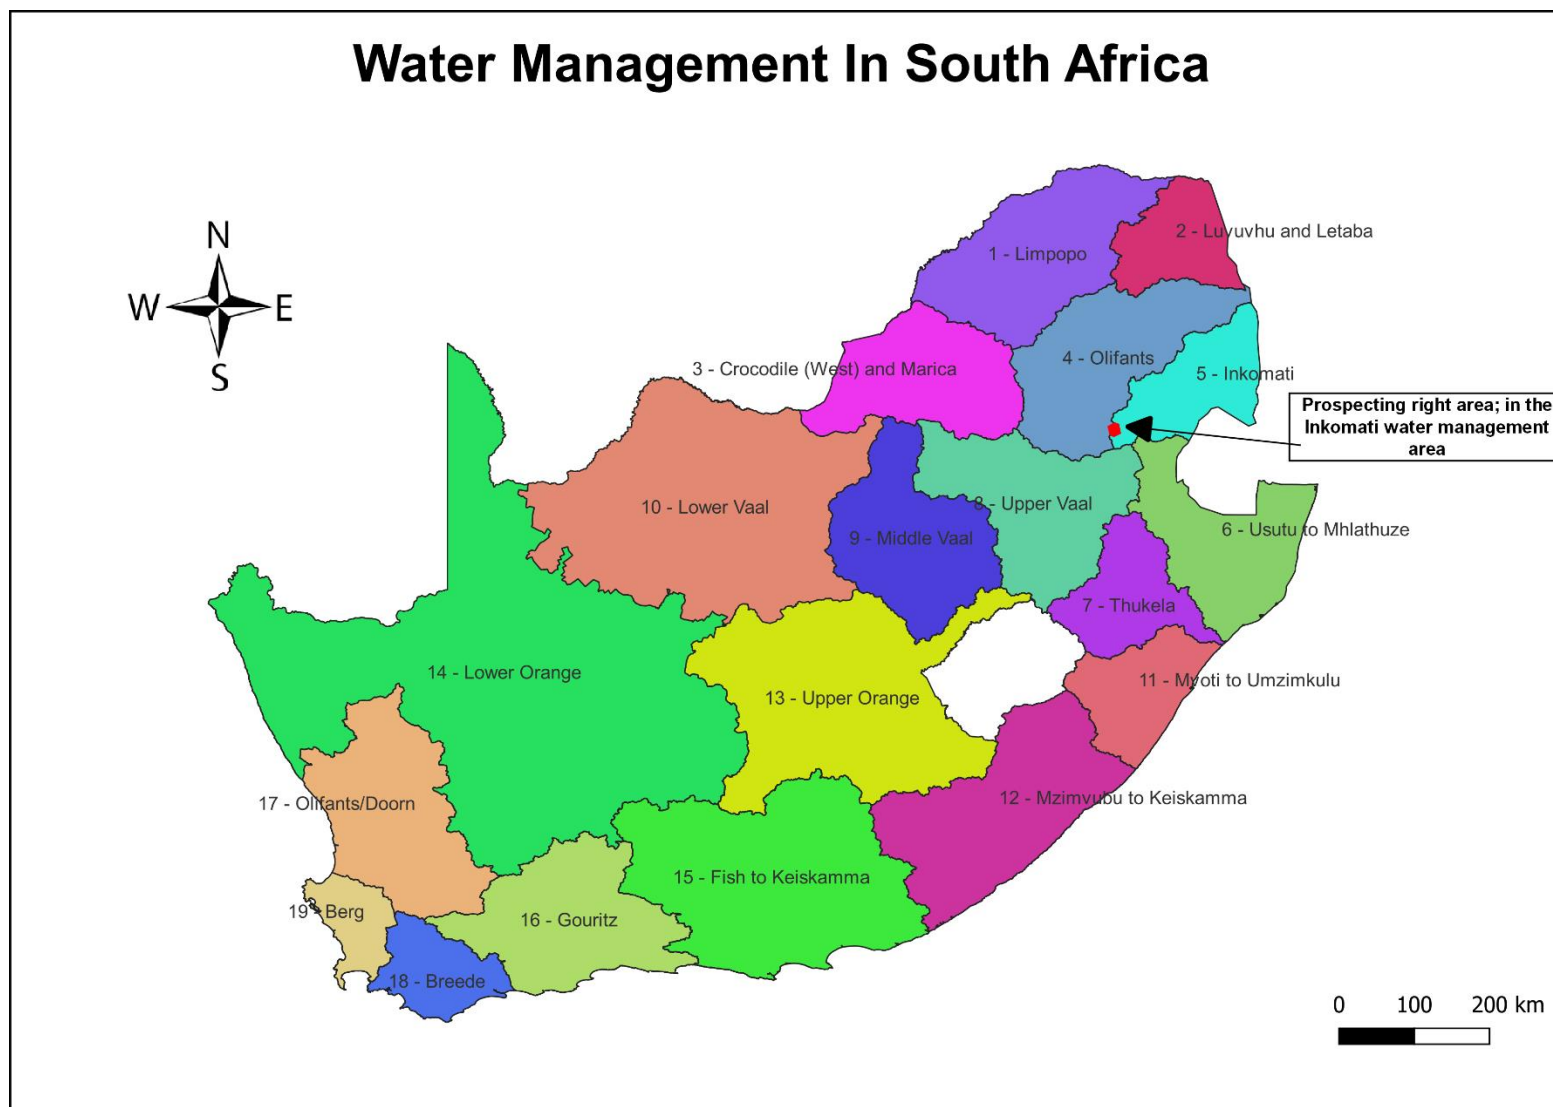 Water Management In South Africa
N
W E
S
2 - Luvuvhu and Letaba
1 - Limpopo
4 - Olifants
3 - Crocodile (West) and Marica
5 - Inkomati
Prospecting right area; in the
Inkomati water management
area
10 - Lower Vaal
8 - Upper Vaal
9 - Middle Vaal
6 - Usutu to Mhlathuze
7 - Thukela
14 - Lower Orange
11 - Myoti to Umzimkulu
13 - Upper Orange
12 - Mzimvubu to Keiskamma
17 - Olifants/Doorn
15 - Fish to Keiskamma
19 - Berg
16 - Gouritz
18 - Breede
0 100 200 km